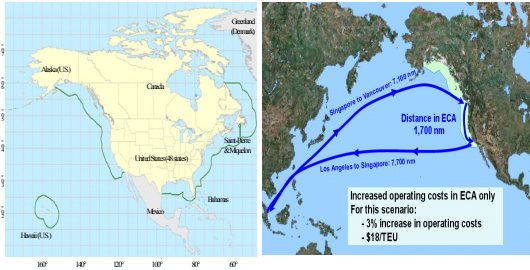 Greenland
(Denmark)
Alaska (U.S.)
Canada
Saint-Pierre
& Miquelon
United States (48 states)
Bahamas
Mexico
Hawaii (U.S.)
160° 140° 120° 100° 80° 60°
Singapore to Vancouver: 7,100 nm
Distance in ECA
1,700 nm
Los Angeles to Singapore: 7,700 nm
Increased operating costs in ECA only
For this scenario:
- 3% increase in operating costs
- $18/TEU